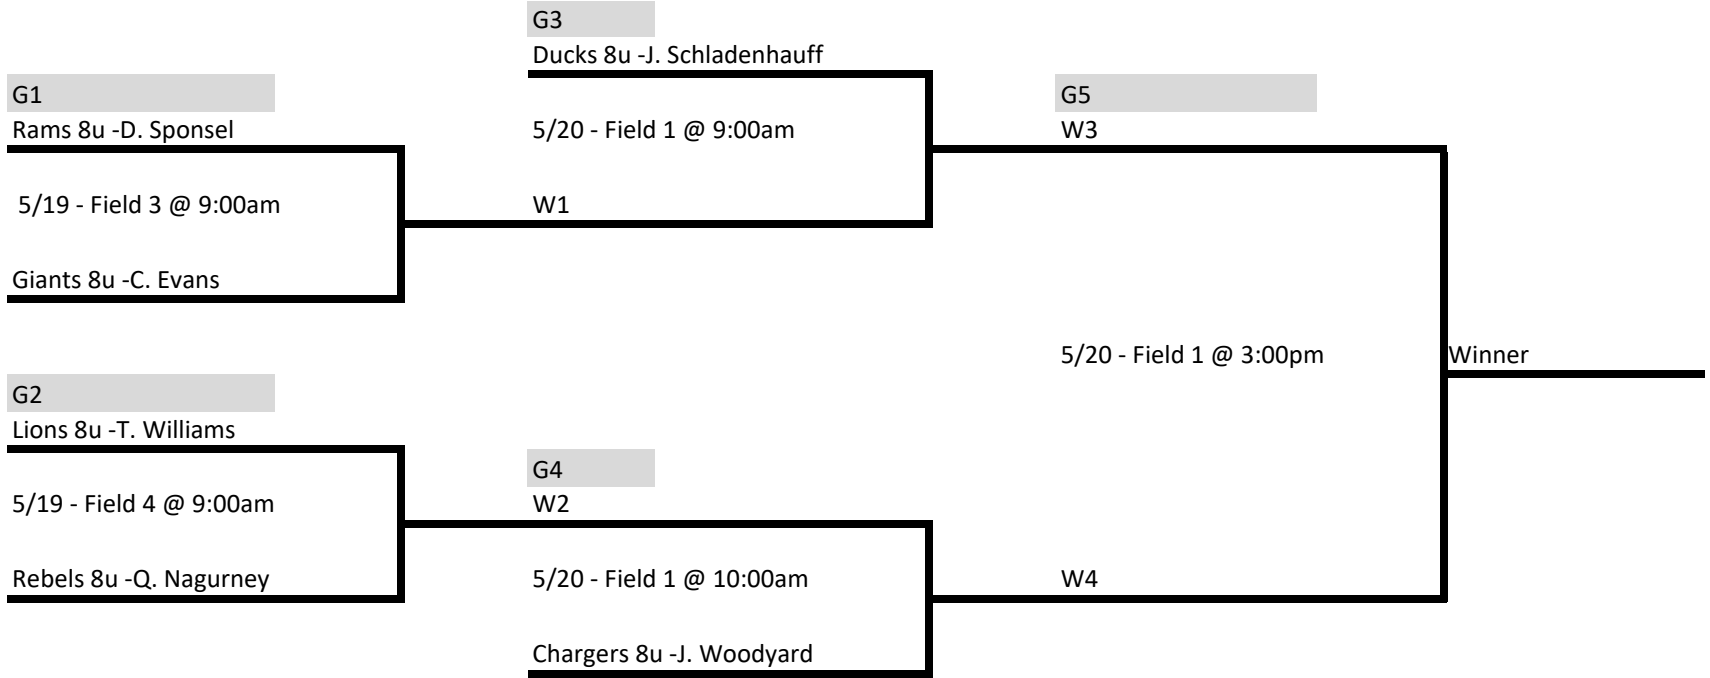 G3
Ducks 8u -J. Schladenhauff
G1
G5
Rams 8u -D. Sponsel
5/20 - Field 1 @ 9:00am
W3
5/19 - Field 3 @ 9:00am
W1
Giants 8u -C. Evans
5/20 - Field 1 @ 3:00pm
Winner
G2
Lions 8u -T. Williams
G4
5/19 - Field 4 @ 9:00am
W2
Rebels 8u -Q. Nagurney
5/20 - Field 1 @ 10:00am
W4
Chargers 8u -J. Woodyard